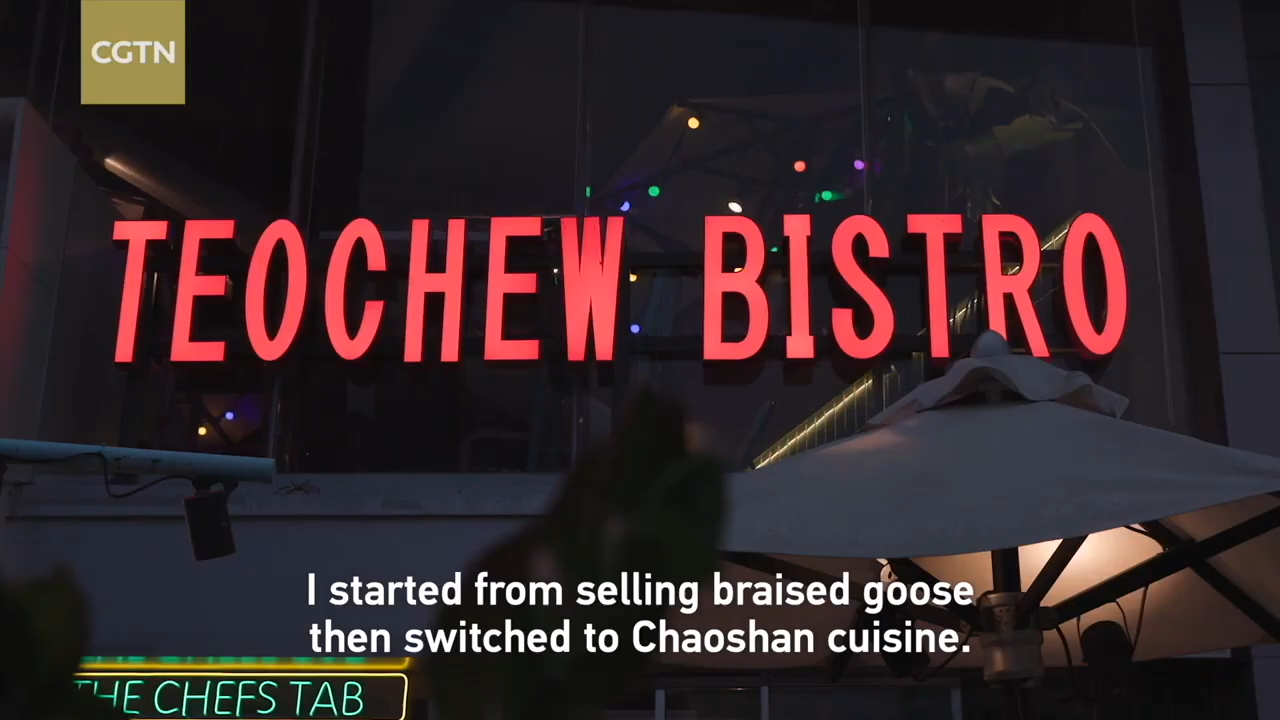 CGTN
TEOCHEW BISTRO
I started from selling braised goose
then switched to Chaoshan cuisine.
THE CHEFS TAB